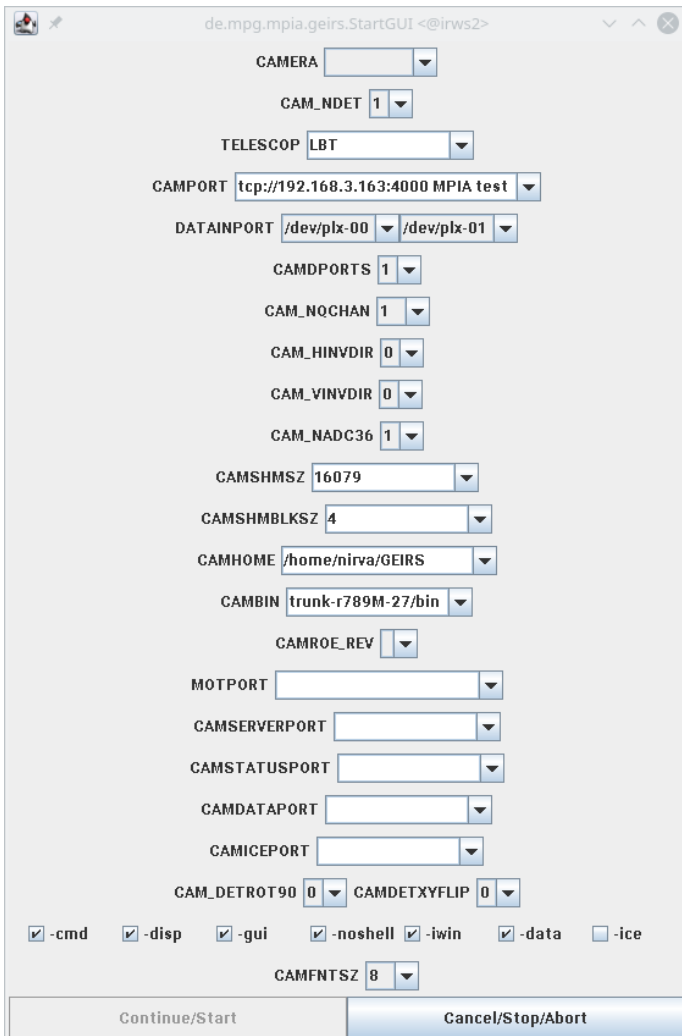 de.mpg.mpia.geirs.StartGUI <@irws2>
CAMERA
CAM_NDET 1
TELESCOP LBT
CAMPORT tcp://192.168.3.163:4000 MPIA test
DATAINPORT /dev/plx-00 /dev/plx-01
CAMDPORTS 1
CAM_NQCHAN 1
CAM_HINVDIR 0
CAM_VINVDIR 0
CAM_NADC36 1
CAMSHMSZ 16079
CAMSHMBLKSZ 4
CAMHOME /home/nirva/GEIRS
CAMBIN trunk-r789M-27/bin
CAMROE_REV
MOTPORT
CAMSERVERPORT
CAMSTATUSPORT
CAMDATAPORT
CAMICEPORT
CAM_DETROT90 0 CAMDETXYFLIP 0
-cmd -disp -gui -noshell -iwin -data -ice
CAMFNTSZ 8
Continue/Start Cancel/Stop/Abort